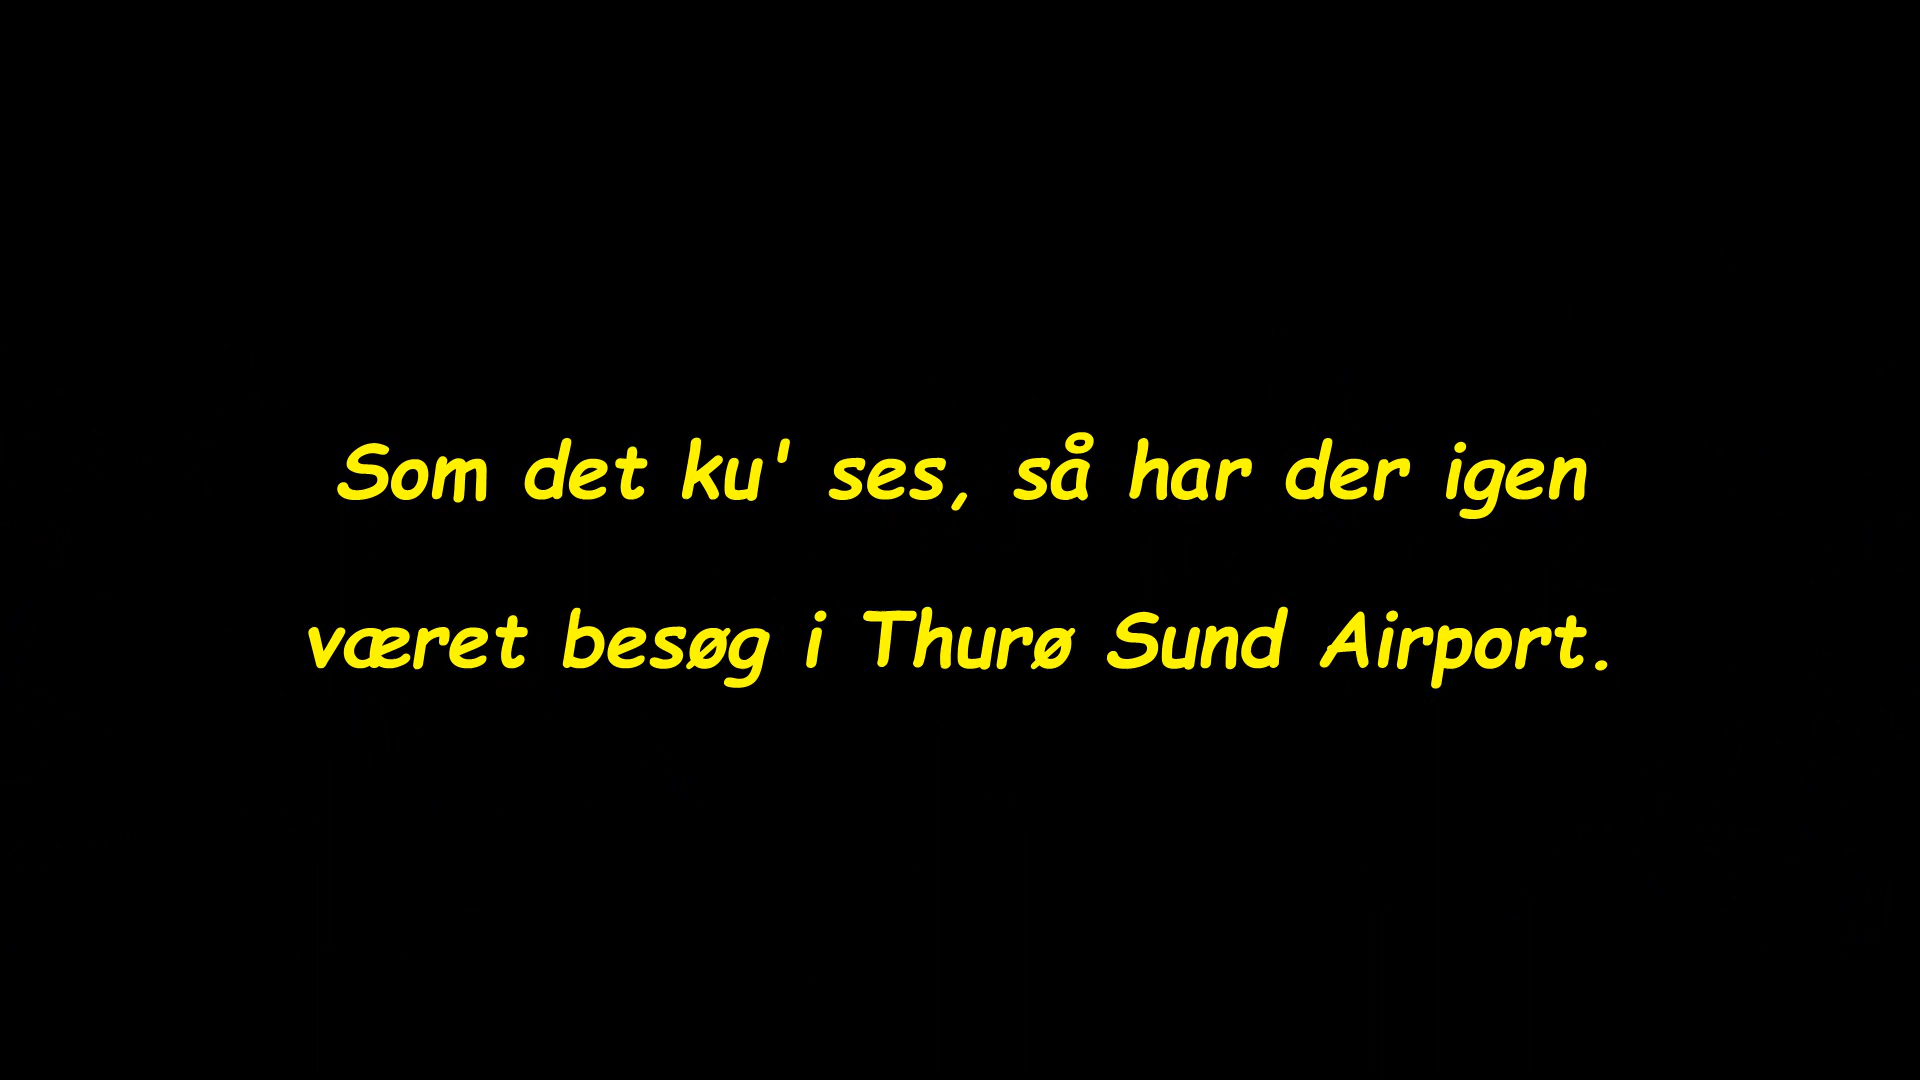 Som det ku' ses, så har der igen
været besøg i Thurø Sund Airport.